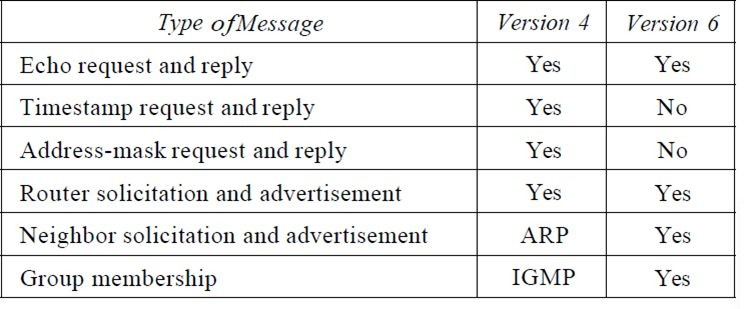 Type of Message Version 4 Version 6
Echo request and reply Yes Yes
Timestamp request and reply Yes No
Address-mask request and reply Yes No
Router solicitation and advertisement Yes Yes
Neighbor solicitation and advertisement ARP Yes
Group membership IGMP Yes